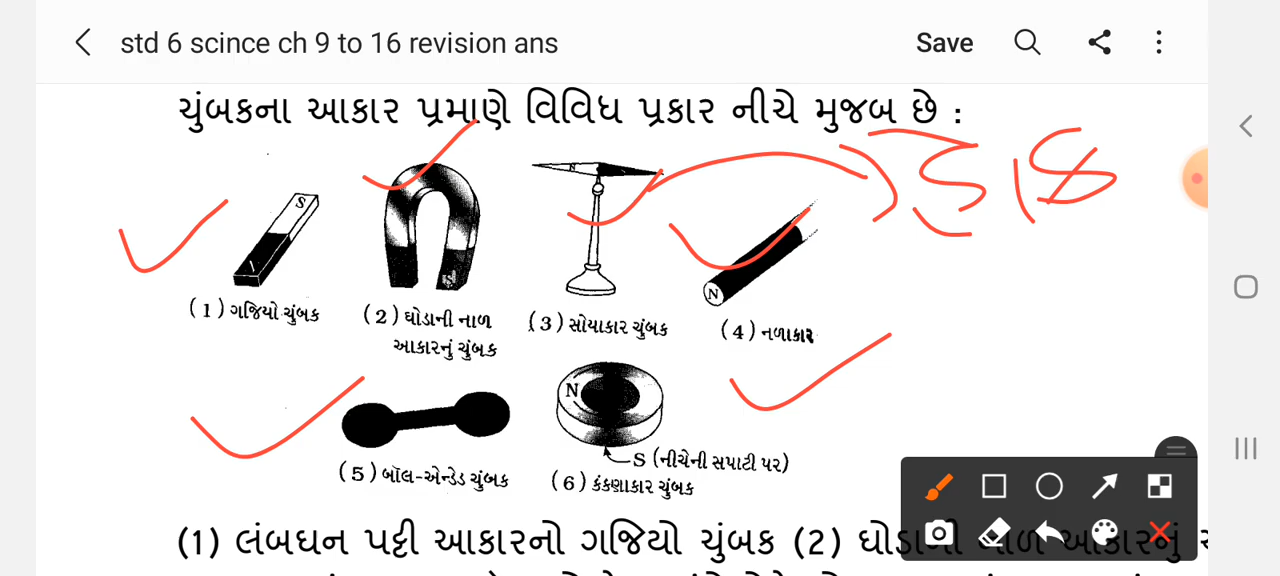 std 6 scince ch 9 to 16 revision ans
Save
ચુંબકના આકાર પ્રમાણે વિવિધ પ્રકાર નીચે મુજબ છે :
S
N
N
(1) ગજિયો ચુંબક
(2) ઘોડાની નાળ
આકારનું ચુંબક
(3) સોયાકાર ચુંબક
(4) નળાકાર
N
S (નીચેની સપાટી પર)
(5) બૉલ-એન્ડેડ ચુંબક
(6) કંકણાકાર ચુંબક
(1) લંબઘન પટ્ટી આકારનો ગજિયો ચુંબક (2) ઘોડાની નાળ આકારનું